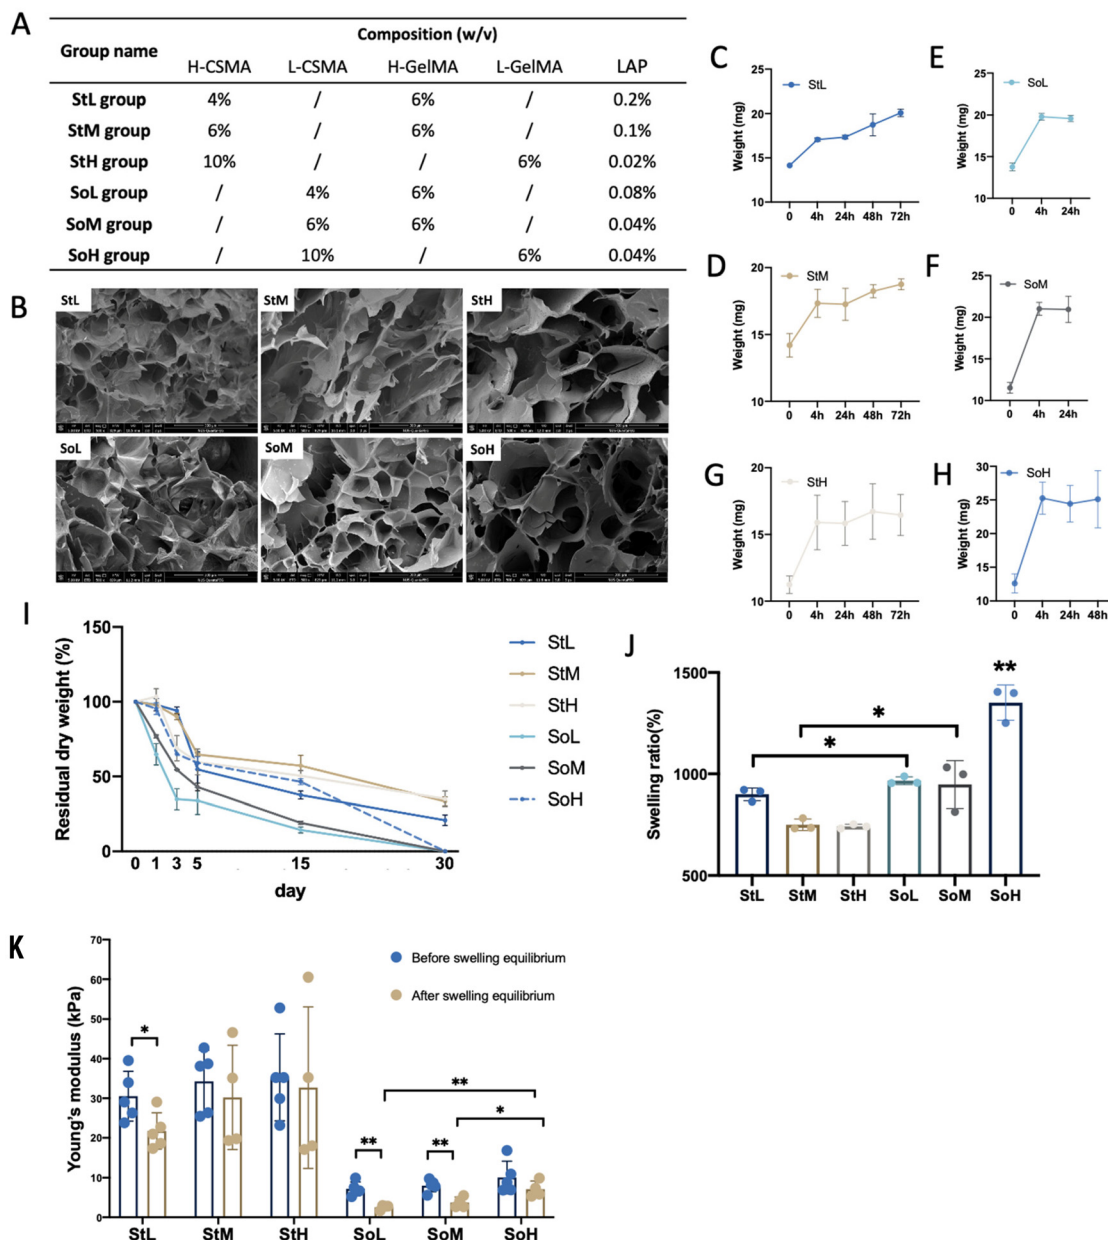 A
Composition (w/v)
Group name
H-CSMA L-CSMA H-GelMA L-GelMA LAP
StL group 4% / 6% / 0.2%
StM group 6% / 6% / 0.1%
StH group 10% / / 6% 0.02%
SoL group / 4% 6% / 0.08%
SoM group / 6% 6% / 0.04%
SoH group / 10% / 6% 0.04%
B
StL StM StH
SoL SoM SoH
C
StL
Weight (mg)
25
20
15
10
0 4h 24h 48h 72h
E
SoL
Weight (mg)
25
20
15
10
0 4h 24h
D
StM
Weight (mg)
20
15
10
0 4h 24h 48h 72h
F
SoM
Weight (mg)
25
20
15
10
0 4h 24h
G
StH
Weight (mg)
20
15
10
0 4h 24h 48h 72h
H
SoH
Weight (mg)
30
25
20
15
10
0 4h 24h 48h
I
Residual dry weight (%)
150
100
50
0
0 1 3 5 15 30
day
StL
StM
StH
SoL
SoM
SoH
J
Swelling ratio(%)
1500
1000
500
**
*
*
StL StM StH SoL SoM SoH
K
Young's modulus (kPa)
70
60
50
40
30
20
10
0
Before swelling equilibrium
After swelling equilibrium
*
**
*
**
**
StL StM StH SoL SoM SoH